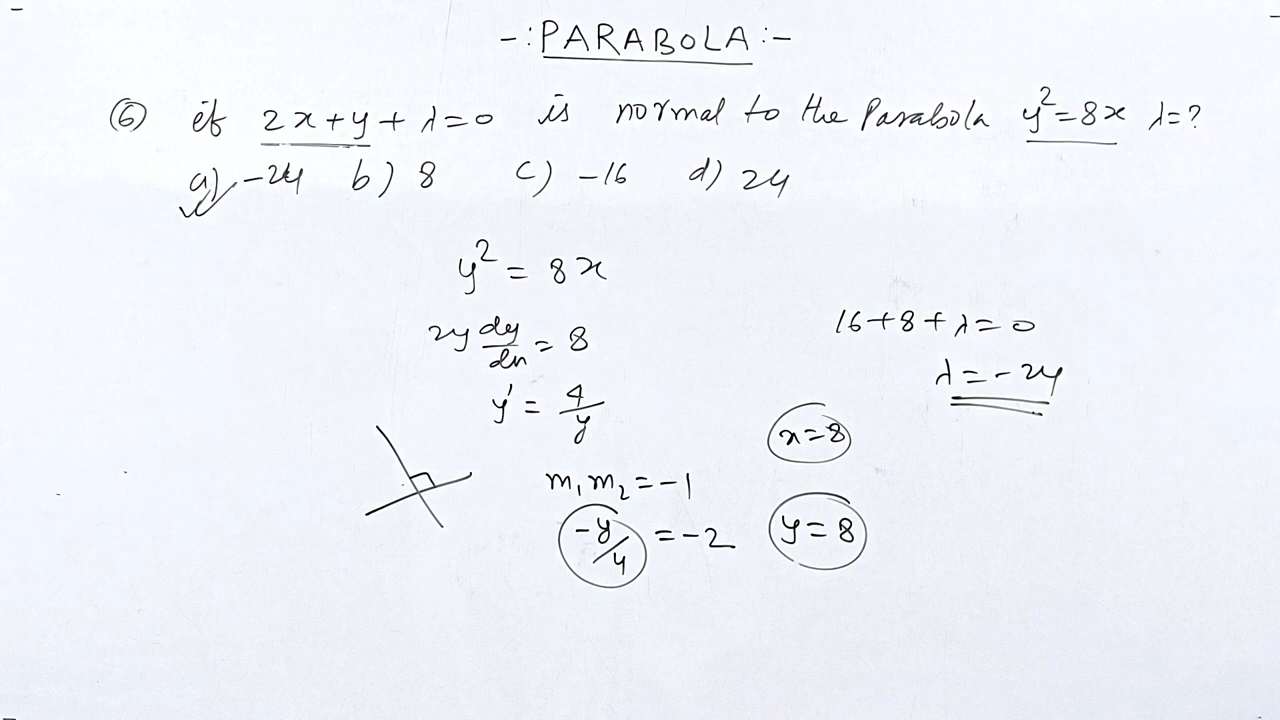 -: PARABOLA :-
⑥ if 2x+y+λ=0 is normal to the Parabola y²=8x λ=?
a) -24 b) 8 c) -16 d) 24
y² = 8x
2y dy/dx = 8
y' = 4/y
m₁m₂ = -1
-y/4 = -2
x=8
y=8
16+8+λ=0
λ=-24